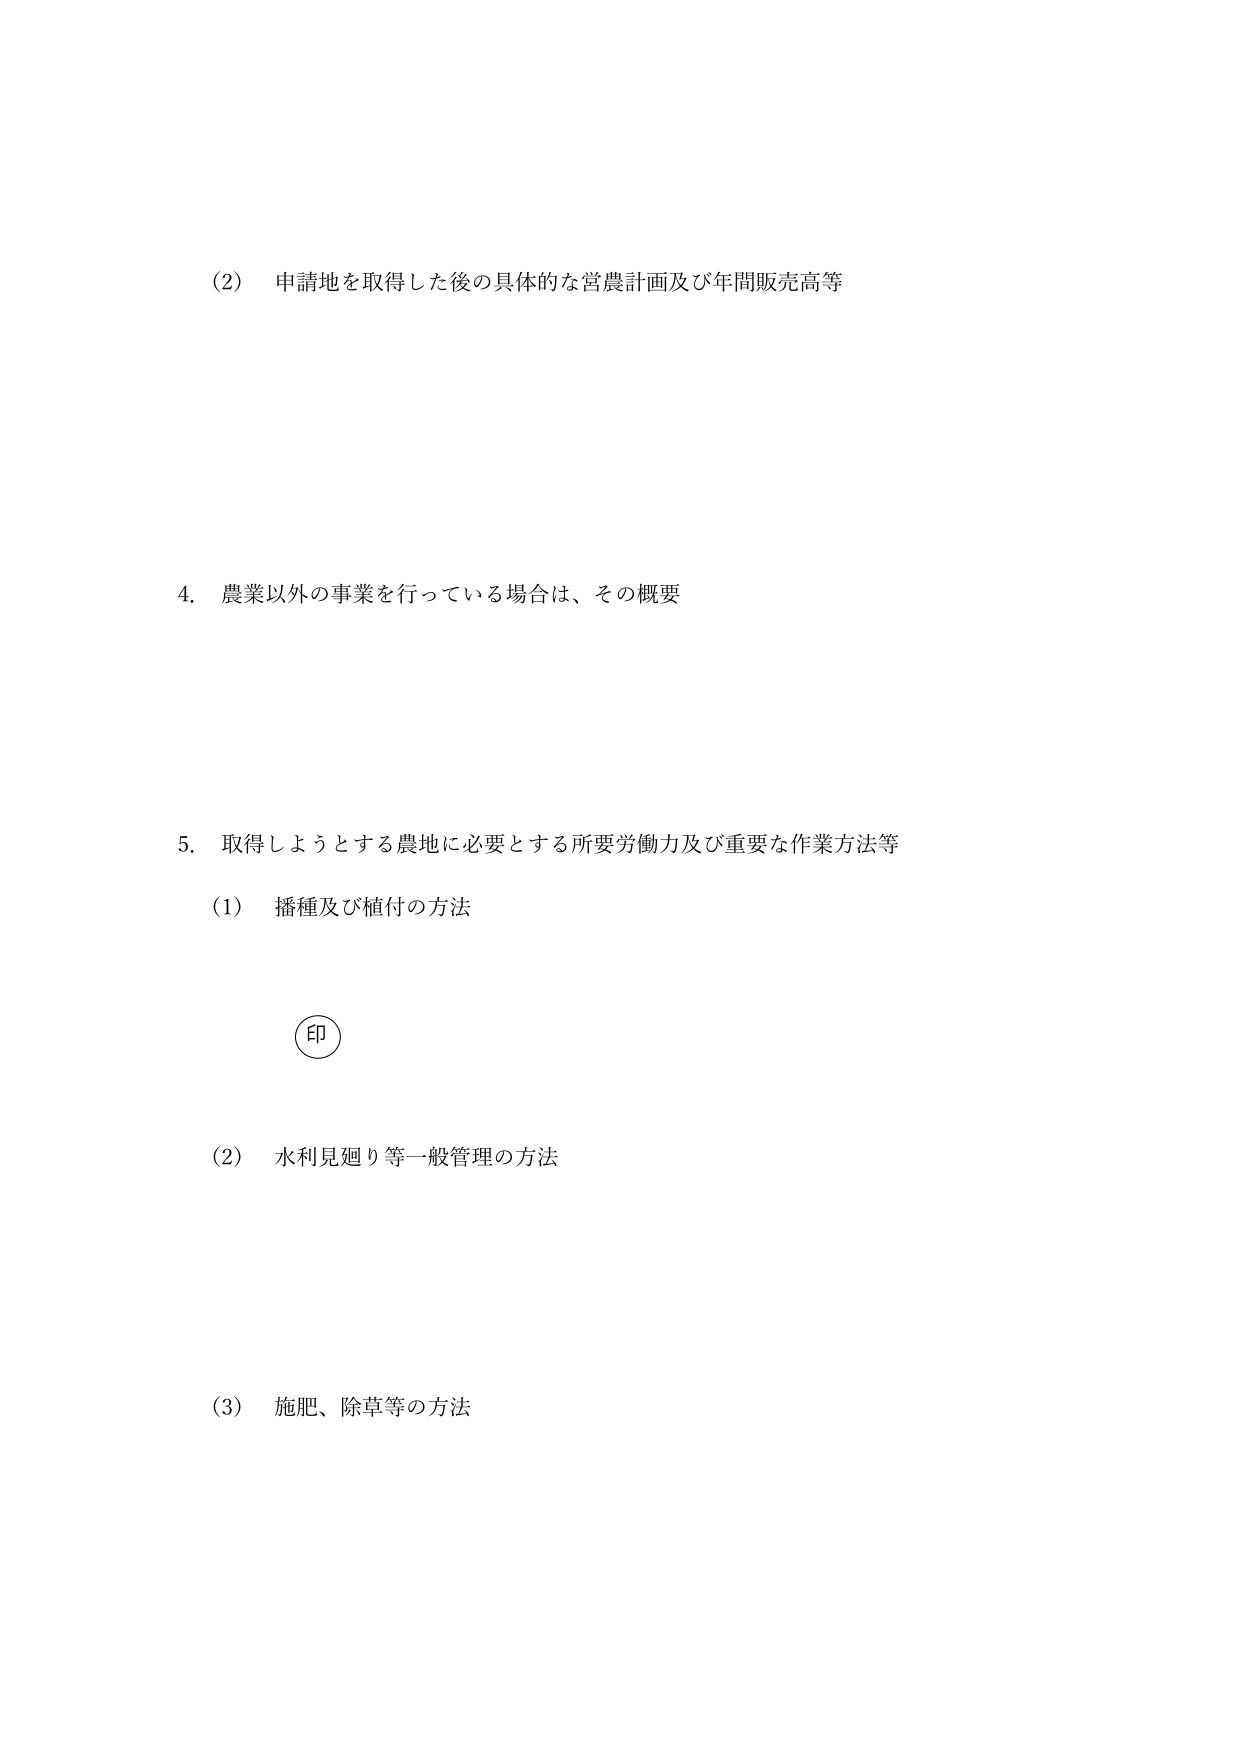 (2)　申請地を取得した後の具体的な営農計画及び年間販売高等
4.　農業以外の事業を行っている場合は、その概要
5.　取得しようとする農地に必要とする所要労働力及び重要な作業方法等
(1)　播種及び植付の方法
印
(2)　水利見廻り等一般管理の方法
(3)　施肥、除草等の方法